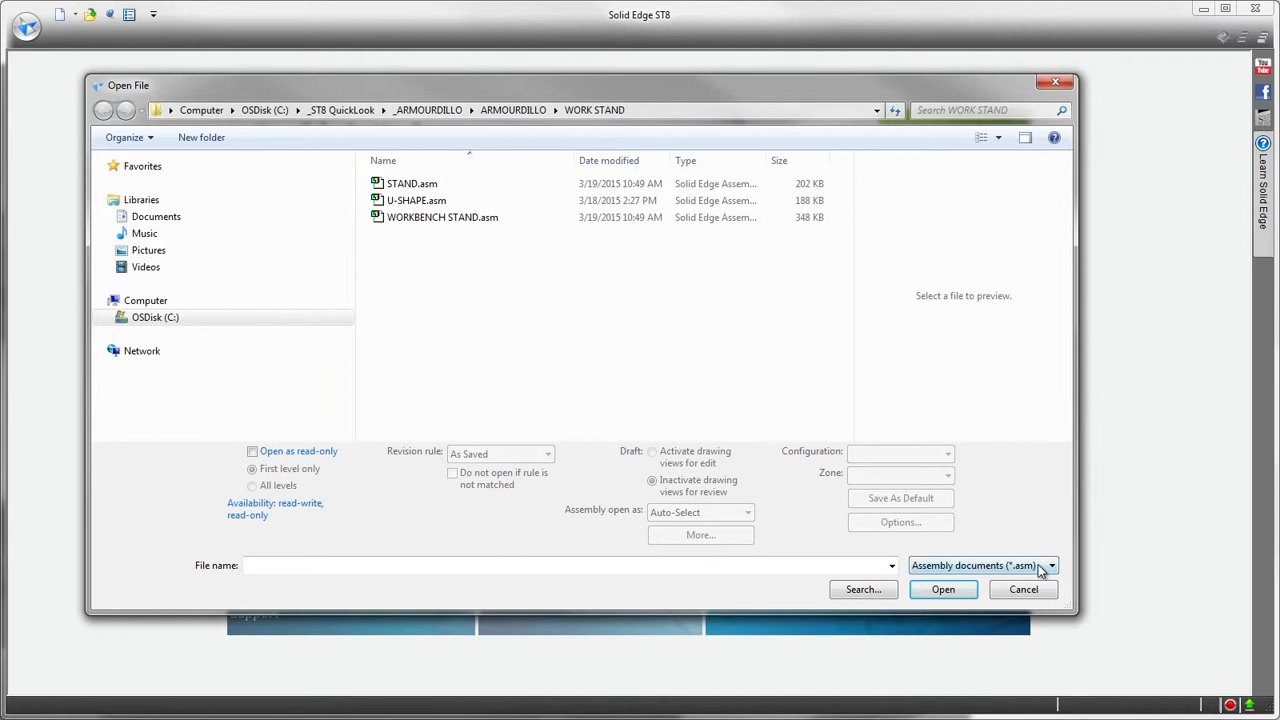 Solid Edge ST8
Open File
Computer OSDisk (C:) _ST8 QuickLook _ARMOURDILLO ARMOURDILLO WORK STAND
Search WORK STAND
Organize New folder
Name Date modified Type Size
Favorites
Libraries
Documents
Music
Pictures
Videos
Computer
OSDisk (C:)
Network
STAND.asm 3/19/2015 10:49 AM Solid Edge Assem... 202 KB
U-SHAPE.asm 3/18/2015 2:27 PM Solid Edge Assem... 188 KB
WORKBENCH STAND.asm 3/19/2015 10:49 AM Solid Edge Assem... 348 KB
Select a file to preview.
Open as read-only
First level only
All levels
Availability: read-write,
read-only
Revision rule: As Saved
Do not open if rule is
not matched
Draft: Activate drawing
views for edit
Inactivate drawing
views for review
Assembly open as: Auto-Select
More...
Configuration:
Zone:
Save As Default
Options...
File name: Assembly documents (*.asm)
Search... Open Cancel
Support
You
Tube
Learn Solid Edge